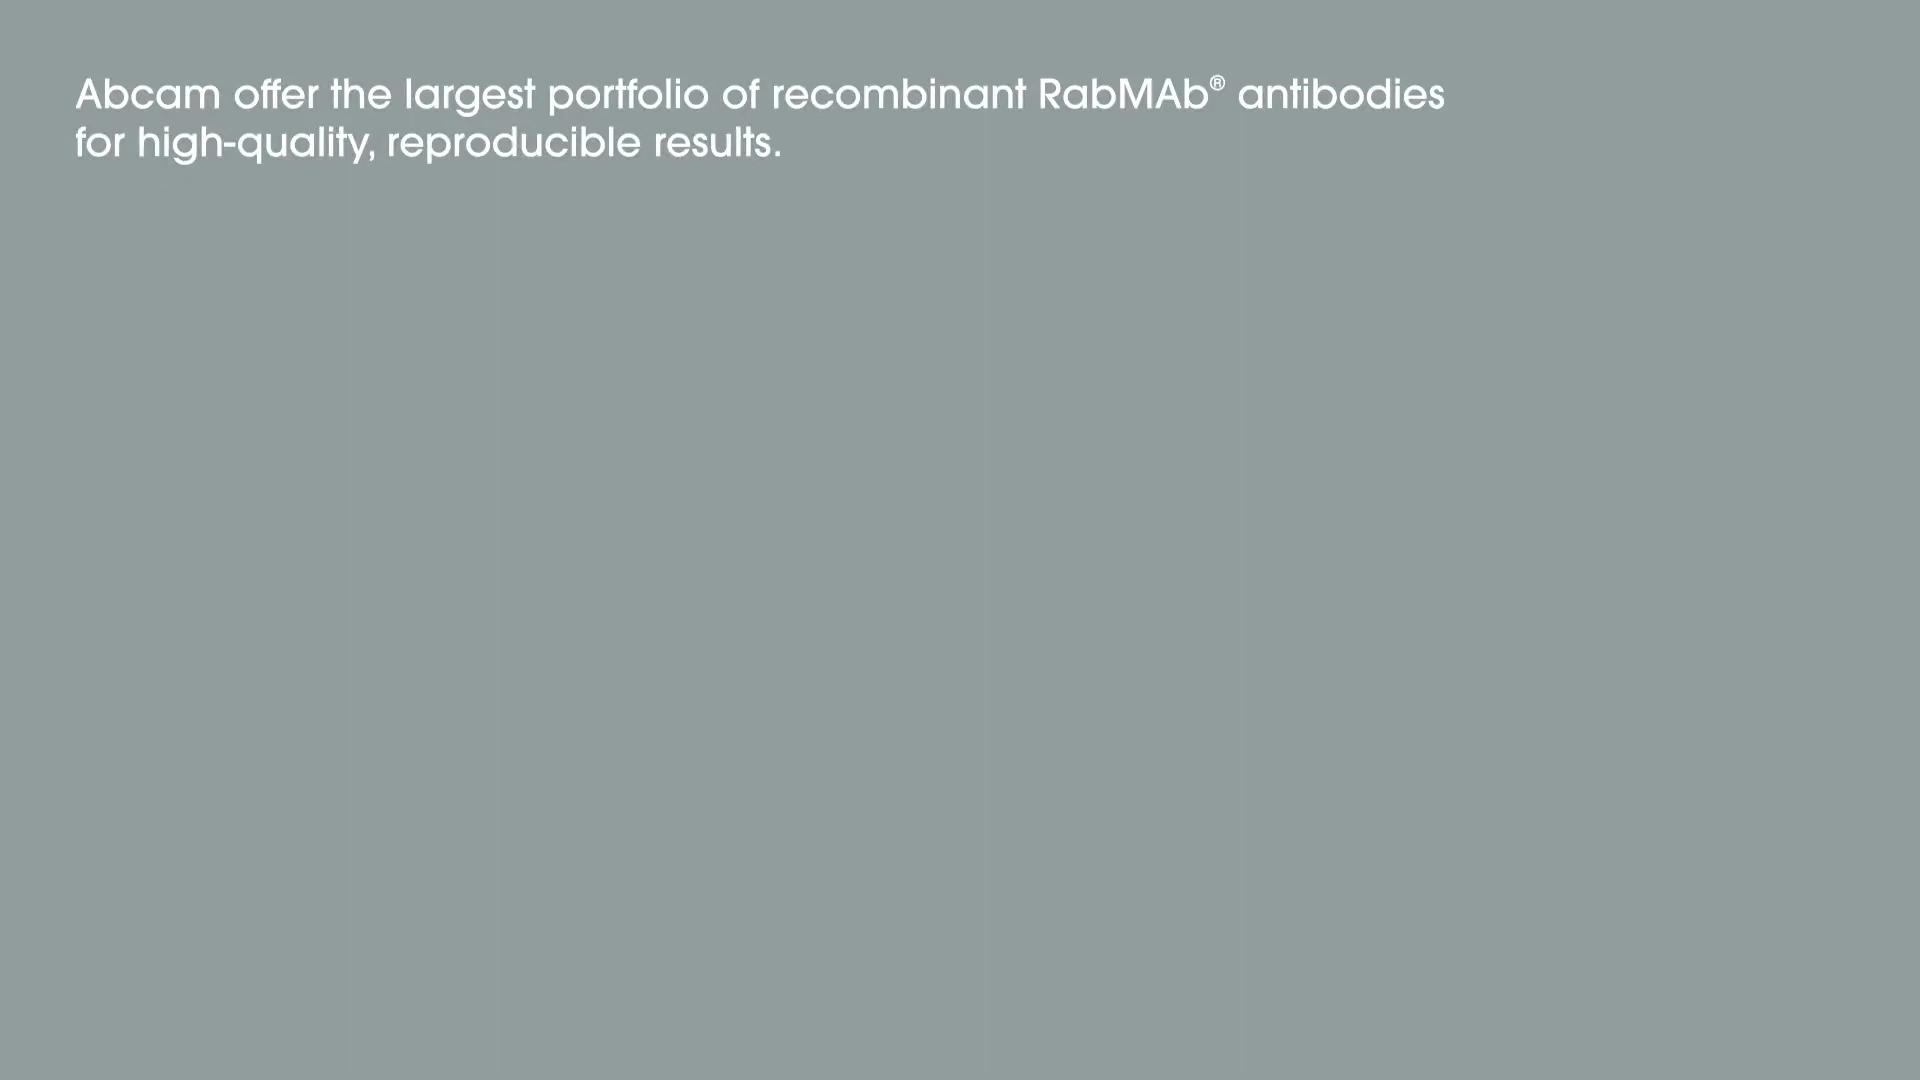 Abcam offer the largest portfolio of recombinant RabMAb® antibodies
for high-quality, reproducible results.